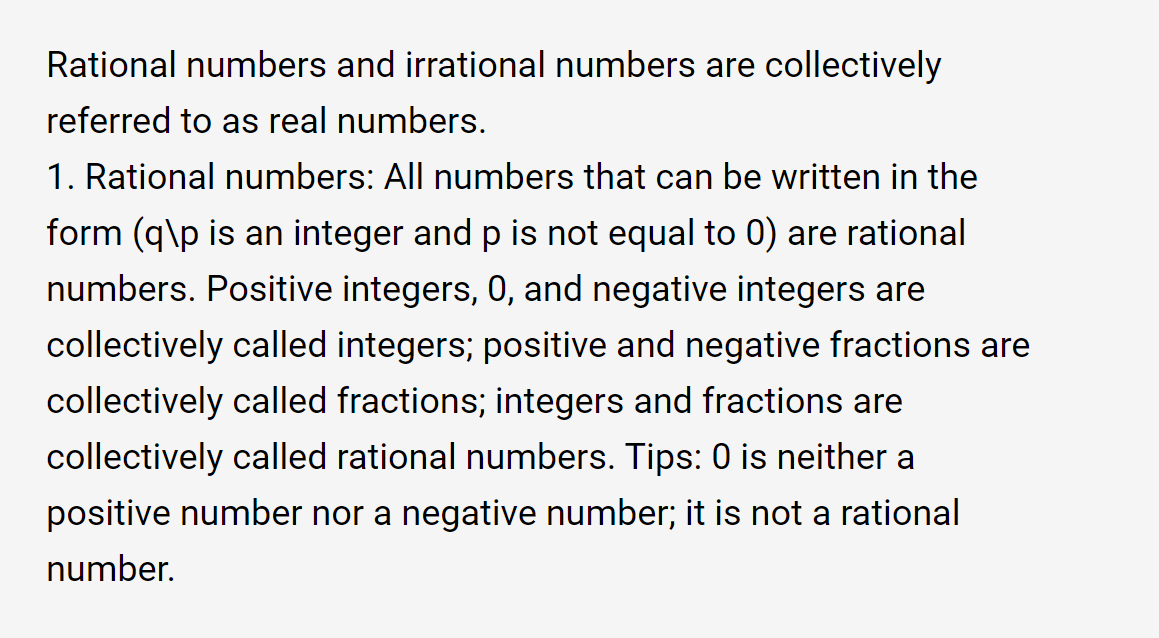 Rational numbers and irrational numbers are collectively
referred to as real numbers.
1. Rational numbers: All numbers that can be written in the
form (q\p is an integer and p is not equal to 0) are rational
numbers. Positive integers, 0, and negative integers are
collectively called integers; positive and negative fractions are
collectively called fractions; integers and fractions are
collectively called rational numbers. Tips: 0 is neither a
positive number nor a negative number; it is not a rational
number.